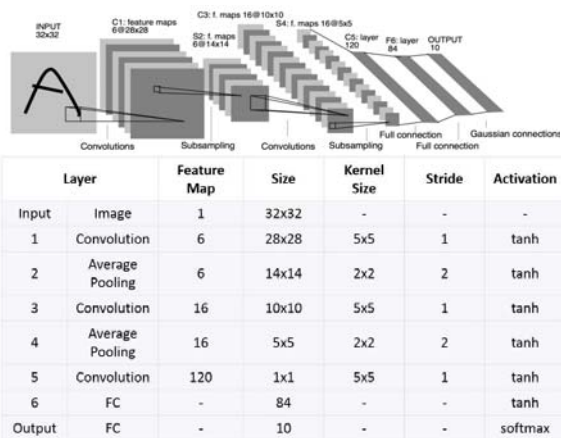 INPUT
32x32
C1: feature maps
6@28x28
S2: f. maps
6@14x14
C3: f. maps 16@10x10
S4: f. maps 16@5x5
C5: layer
120
F6: layer
84
OUTPUT
10
Convolutions
Subsampling
Convolutions
Subsampling
Full connection
Full connection
Gaussian connections
Layer Feature Map Size Kernel Size Stride Activation
Input Image 1 32x32 - - -
1 Convolution 6 28x28 5x5 1 tanh
2 Average Pooling 6 14x14 2x2 2 tanh
3 Convolution 16 10x10 5x5 1 tanh
4 Average Pooling 16 5x5 2x2 2 tanh
5 Convolution 120 1x1 5x5 1 tanh
6 FC - 84 - - tanh
Output FC - 10 - - softmax